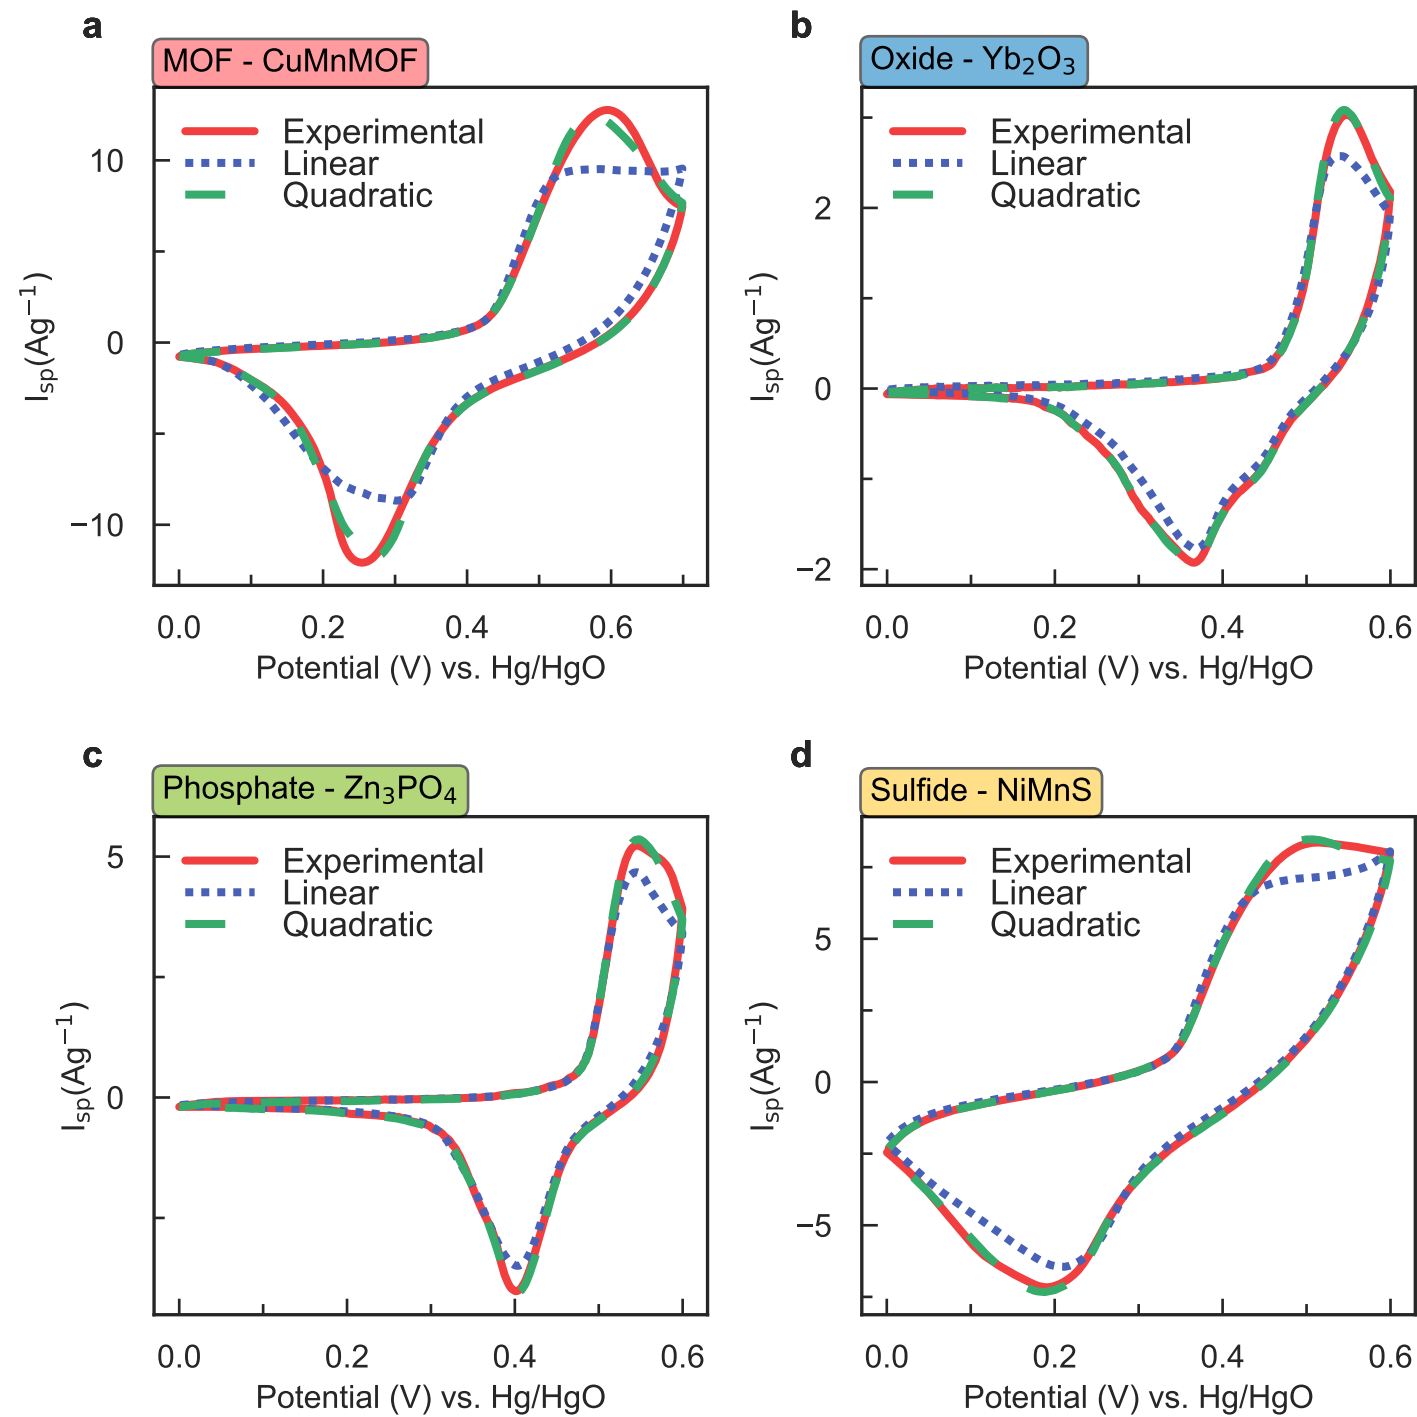 a
MOF - CuMnMOF
Experimental
Linear
Quadratic
10
0
−10
I_sp(Ag⁻¹)
0.0 0.2 0.4 0.6
Potential (V) vs. Hg/HgO
b
Oxide - Yb₂O₃
Experimental
Linear
Quadratic
2
0
−2
I_sp(Ag⁻¹)
0.0 0.2 0.4 0.6
Potential (V) vs. Hg/HgO
c
Phosphate - Zn₃PO₄
Experimental
Linear
Quadratic
5
0
I_sp(Ag⁻¹)
0.0 0.2 0.4 0.6
Potential (V) vs. Hg/HgO
d
Sulfide - NiMnS
Experimental
Linear
Quadratic
5
0
−5
I_sp(Ag⁻¹)
0.0 0.2 0.4 0.6
Potential (V) vs. Hg/HgO